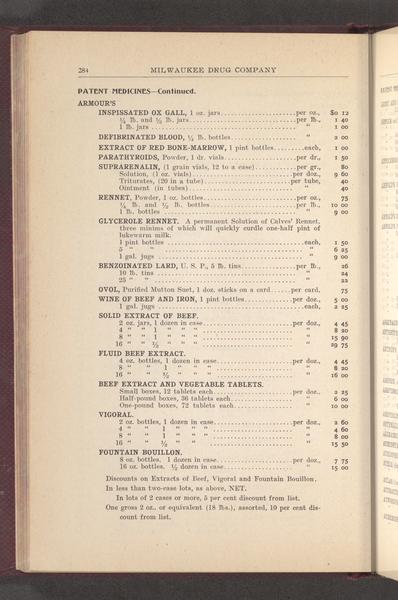 284 MILWAUKEE DRUG COMPANY
PATENT MEDICINES—Continued.
ARMOUR'S
INSPISSATED OX GALL, 1 oz. jars....per oz., $0 12
¼ lb. and ½ lb. jars....per lb., 1 40
1 lb. jars.... " 1 00
DEFIBRINATED BLOOD, ¼ lb. bottles.... " 2 00
EXTRACT OF RED BONE-MARROW, 1 pint bottles....each, 1 00
PARATHYROIDS, Powder, 1 dr. vials....per dr., 1 50
SUPRARENALIN, (1 grain vials, 12 to a case)....per gr., 80
Solution, (1 oz. vials)....per doz., 9 60
Triturates, (20 in a tube)....per tube, 40
Ointment (in tubes).... " 40
RENNET, Powder, 1 oz. bottles....per oz., 75
¼ lb. and ½ lb. bottles....per lb., 10 00
1 lb. bottles.... " 9 00
GLYCEROLE RENNET. A permanent Solution of Calves' Rennet,
three minims of which will quickly curdle one-half pint of
lukewarm milk.
1 pint bottles....each, 1 50
5 " ".... " 6 25
1 gal. jugs.... " 9 00
BENZOINATED LARD, U. S. P., 5 lb. tins....per lb., 26
10 lb. tins.... " 24
25 " ".... " 22
OVOL, Purified Mutton Suet, 1 doz. sticks on a card....per card, 75
WINE OF BEEF AND IRON, 1 pint bottles....per doz., 5 00
1 gal. jugs....each, 2 25
SOLID EXTRACT OF BEEF.
2 oz. jars, 1 dozen in case....per doz., 4 45
4 " " 1 " ".... " 8 20
8 " " 1 " ".... " 15 90
16 " " ½ " ".... " 29 75
FLUID BEEF EXTRACT.
4 oz. bottles, 1 dozen in case....per doz., 4 45
8 " " 1 " " ".... " 8 20
16 " " ½ " " ".... " 16 00
BEEF EXTRACT AND VEGETABLE TABLETS.
Small boxes, 12 tablets each....per doz., 2 25
Half-pound boxes, 36 tablets each.... " 6 00
One-pound boxes, 72 tablets each.... " 10 00
VIGORAL.
2 oz. bottles, 1 dozen in case....per doz., 2 60
4 " " 1 " " ".... " 4 60
8 " " 1 " " ".... " 8 00
16 " " ½ " ".... " 15 50
FOUNTAIN BOUILLON.
8 oz. bottles, 1 dozen in case....per doz., 7 75
16 oz. bottles, ½ dozen in case.... " 15 00
Discounts on Extracts of Beef, Vigoral and Fountain Bouillon.
In less than two-case lots, as above, NET.
In lots of 2 cases or more, 5 per cent discount from list.
One gross 2 oz. or equivalent (18 lbs.), assorted, 10 per cent dis-
count from list.